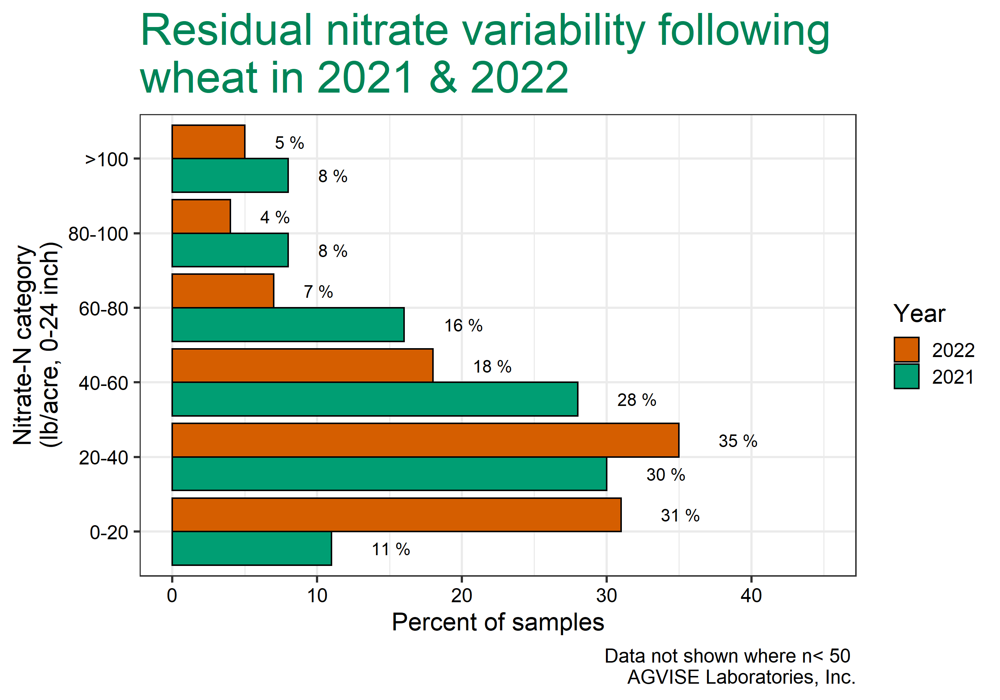 Residual nitrate variability following
wheat in 2021 & 2022
Nitrate-N category
(lb/acre, 0-24 inch)
>100
5 %
8 %
80-100
4 %
8 %
60-80
7 %
16 %
40-60
18 %
28 %
20-40
35 %
30 %
0-20
31 %
11 %
0 10 20 30 40
Percent of samples
Year
2022
2021
Data not shown where n< 50
AGVISE Laboratories, Inc.